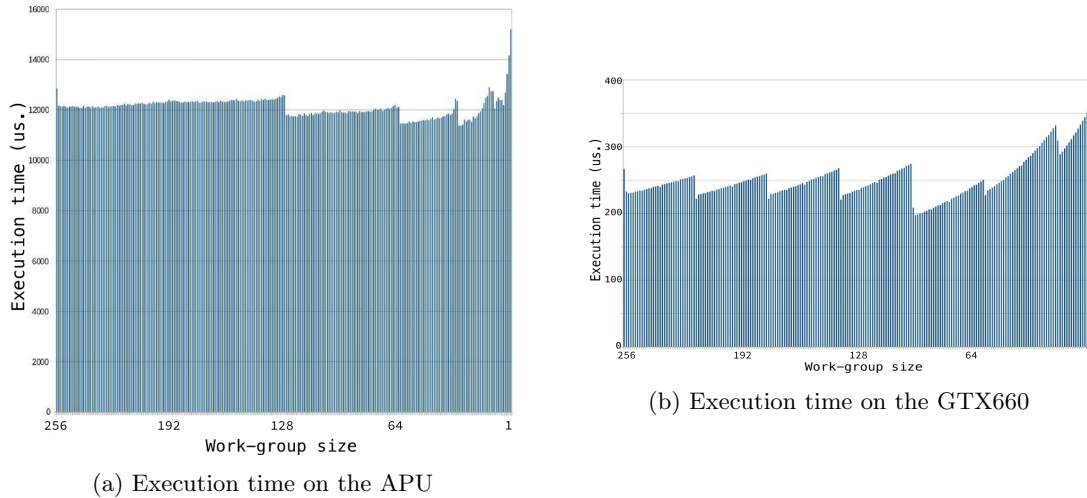 16000
14000
12000
10000
8000
6000
4000
2000
0
Execution time (us.)
256 192 128 64 1
Work-group size
(a) Execution time on the APU
400
350
300
250
200
100
0
Execution time (us.)
256 192 128 64
Work-group size
(b) Execution time on the GTX660